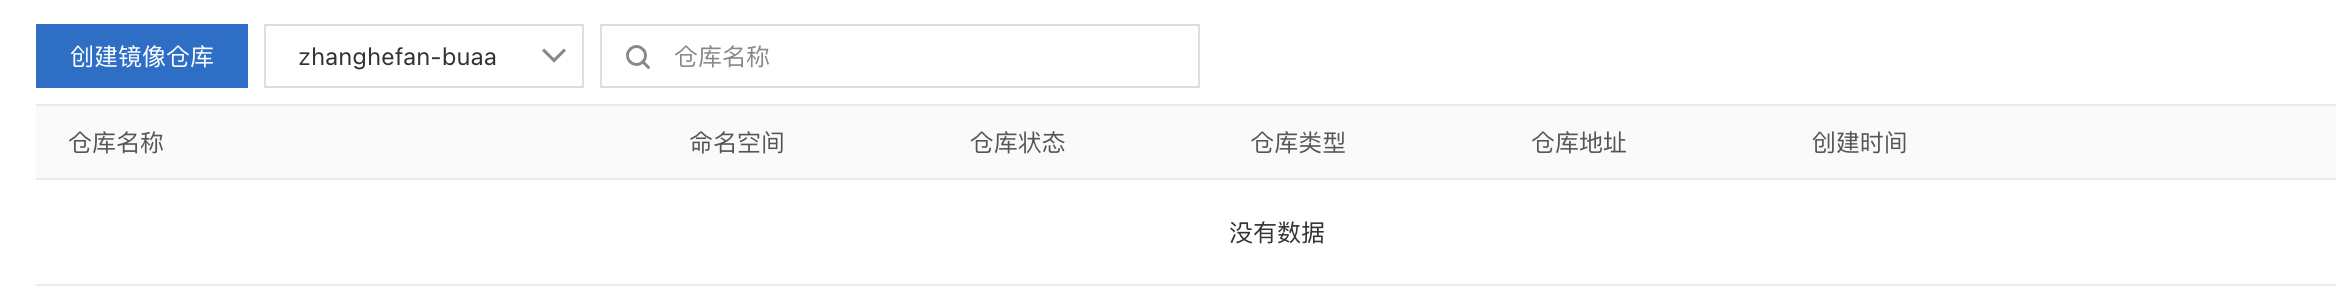 创建镜像仓库 zhanghefan-buaa 仓库名称
仓库名称 命名空间 仓库状态 仓库类型 仓库地址 创建时间
没有数据